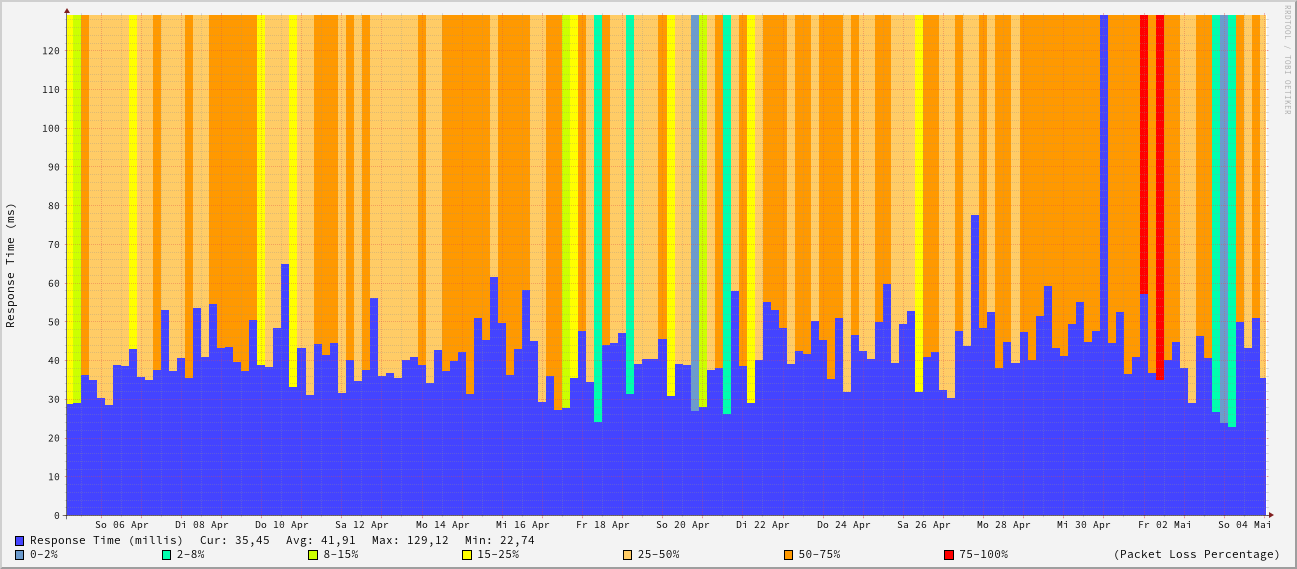 RRDTOOL / TOBI OETIKER
Response Time (ms)
120
110
100
90
80
70
60
50
40
30
20
10
0
So 06 Apr Di 08 Apr Do 10 Apr Sa 12 Apr Mo 14 Apr Mi 16 Apr Fr 18 Apr So 20 Apr Di 22 Apr Do 24 Apr Sa 26 Apr Mo 28 Apr Mi 30 Apr Fr 02 Mai So 04 Mai
Response Time (millis) Cur: 35,45 Avg: 41,91 Max: 129,12 Min: 22,74
0-2% 2-8% 8-15% 15-25% 25-50% 50-75% 75-100% (Packet Loss Percentage)